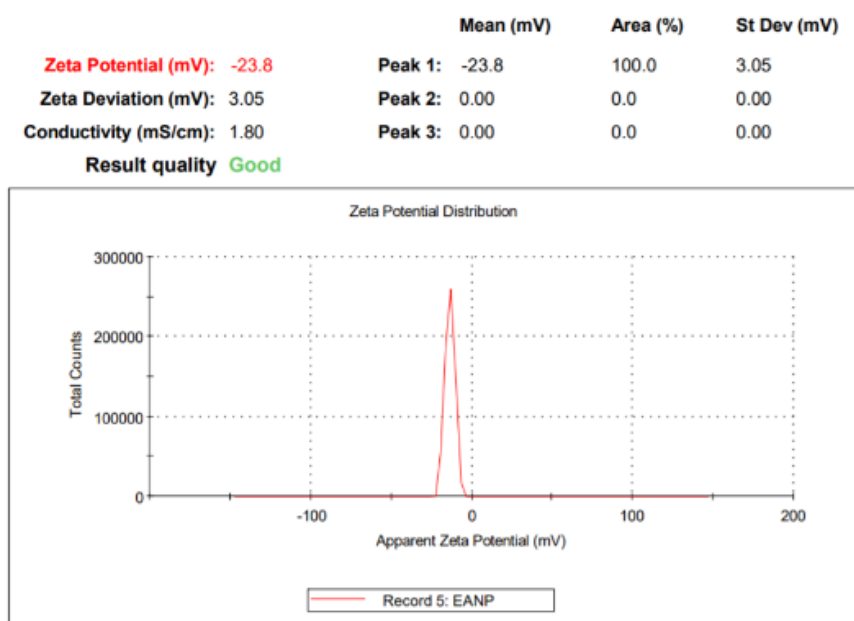 Mean (mV) Area (%) St Dev (mV)
Zeta Potential (mV): -23.8 Peak 1: -23.8 100.0 3.05
Zeta Deviation (mV): 3.05 Peak 2: 0.00 0.0 0.00
Conductivity (mS/cm): 1.80 Peak 3: 0.00 0.0 0.00
Result quality Good
Zeta Potential Distribution
300000
200000
100000
0
Total Counts
-100 0 100 200
Apparent Zeta Potential (mV)
Record 5: EANP